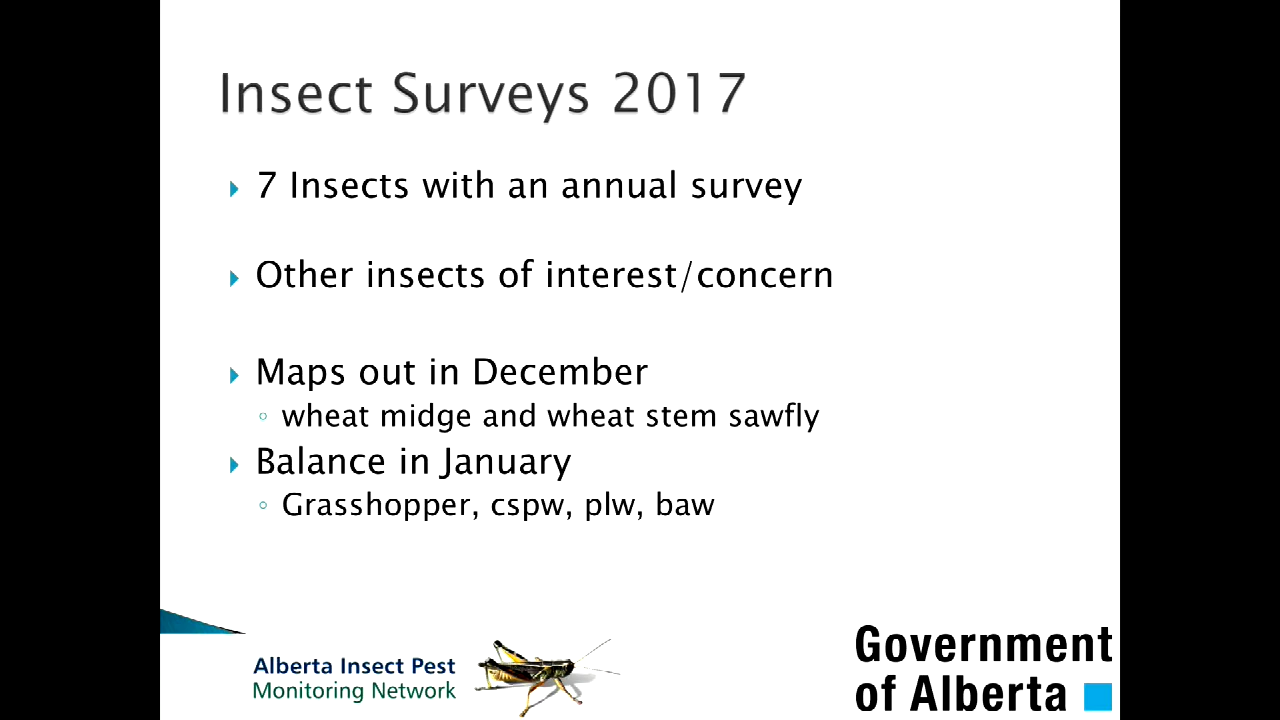 Insect Surveys 2017
7 Insects with an annual survey
Other insects of interest/concern
Maps out in December
wheat midge and wheat stem sawfly
Balance in January
Grasshopper, cspw, plw, baw
Alberta Insect Pest
Monitoring Network
Government
of Alberta